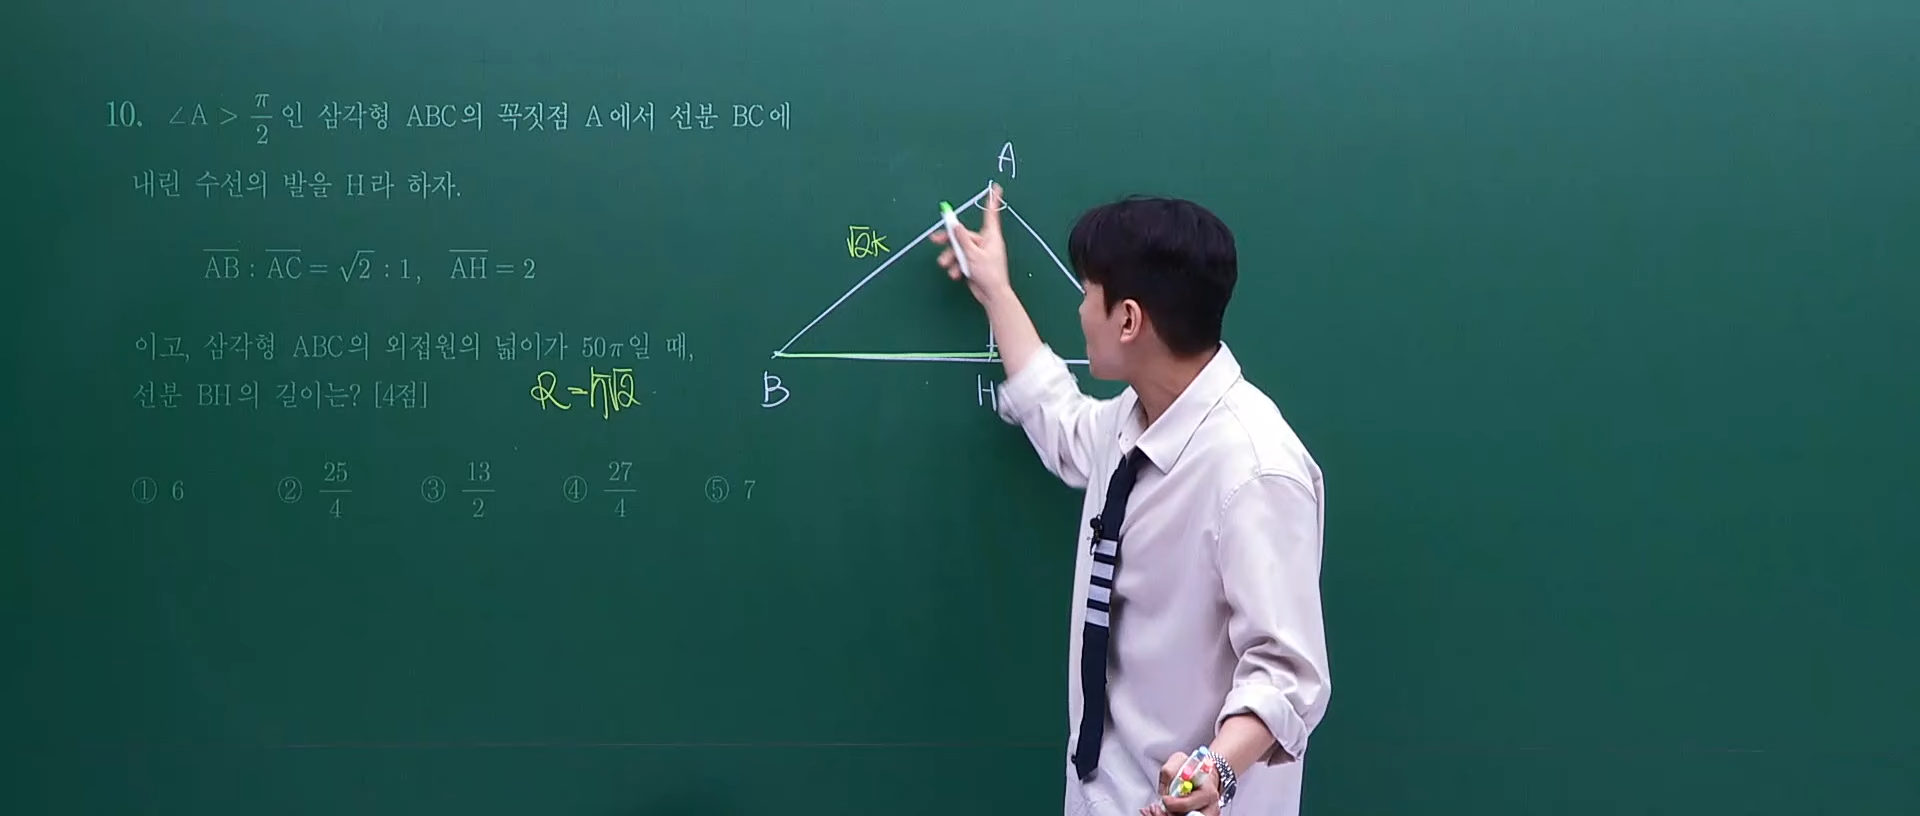 10. ∠A > π/2 인 삼각형 ABC의 꼭짓점 A에서 선분 BC에
내린 수선의 발을 H라 하자.
AB : AC = √2 : 1, AH = 2
이고, 삼각형 ABC의 외접원의 넓이가 50π일 때,
선분 BH의 길이는? [4점]
R=5√2
① 6 ② 25/4 ③ 13/2 ④ 27/4 ⑤ 7
A
√2k
B
H